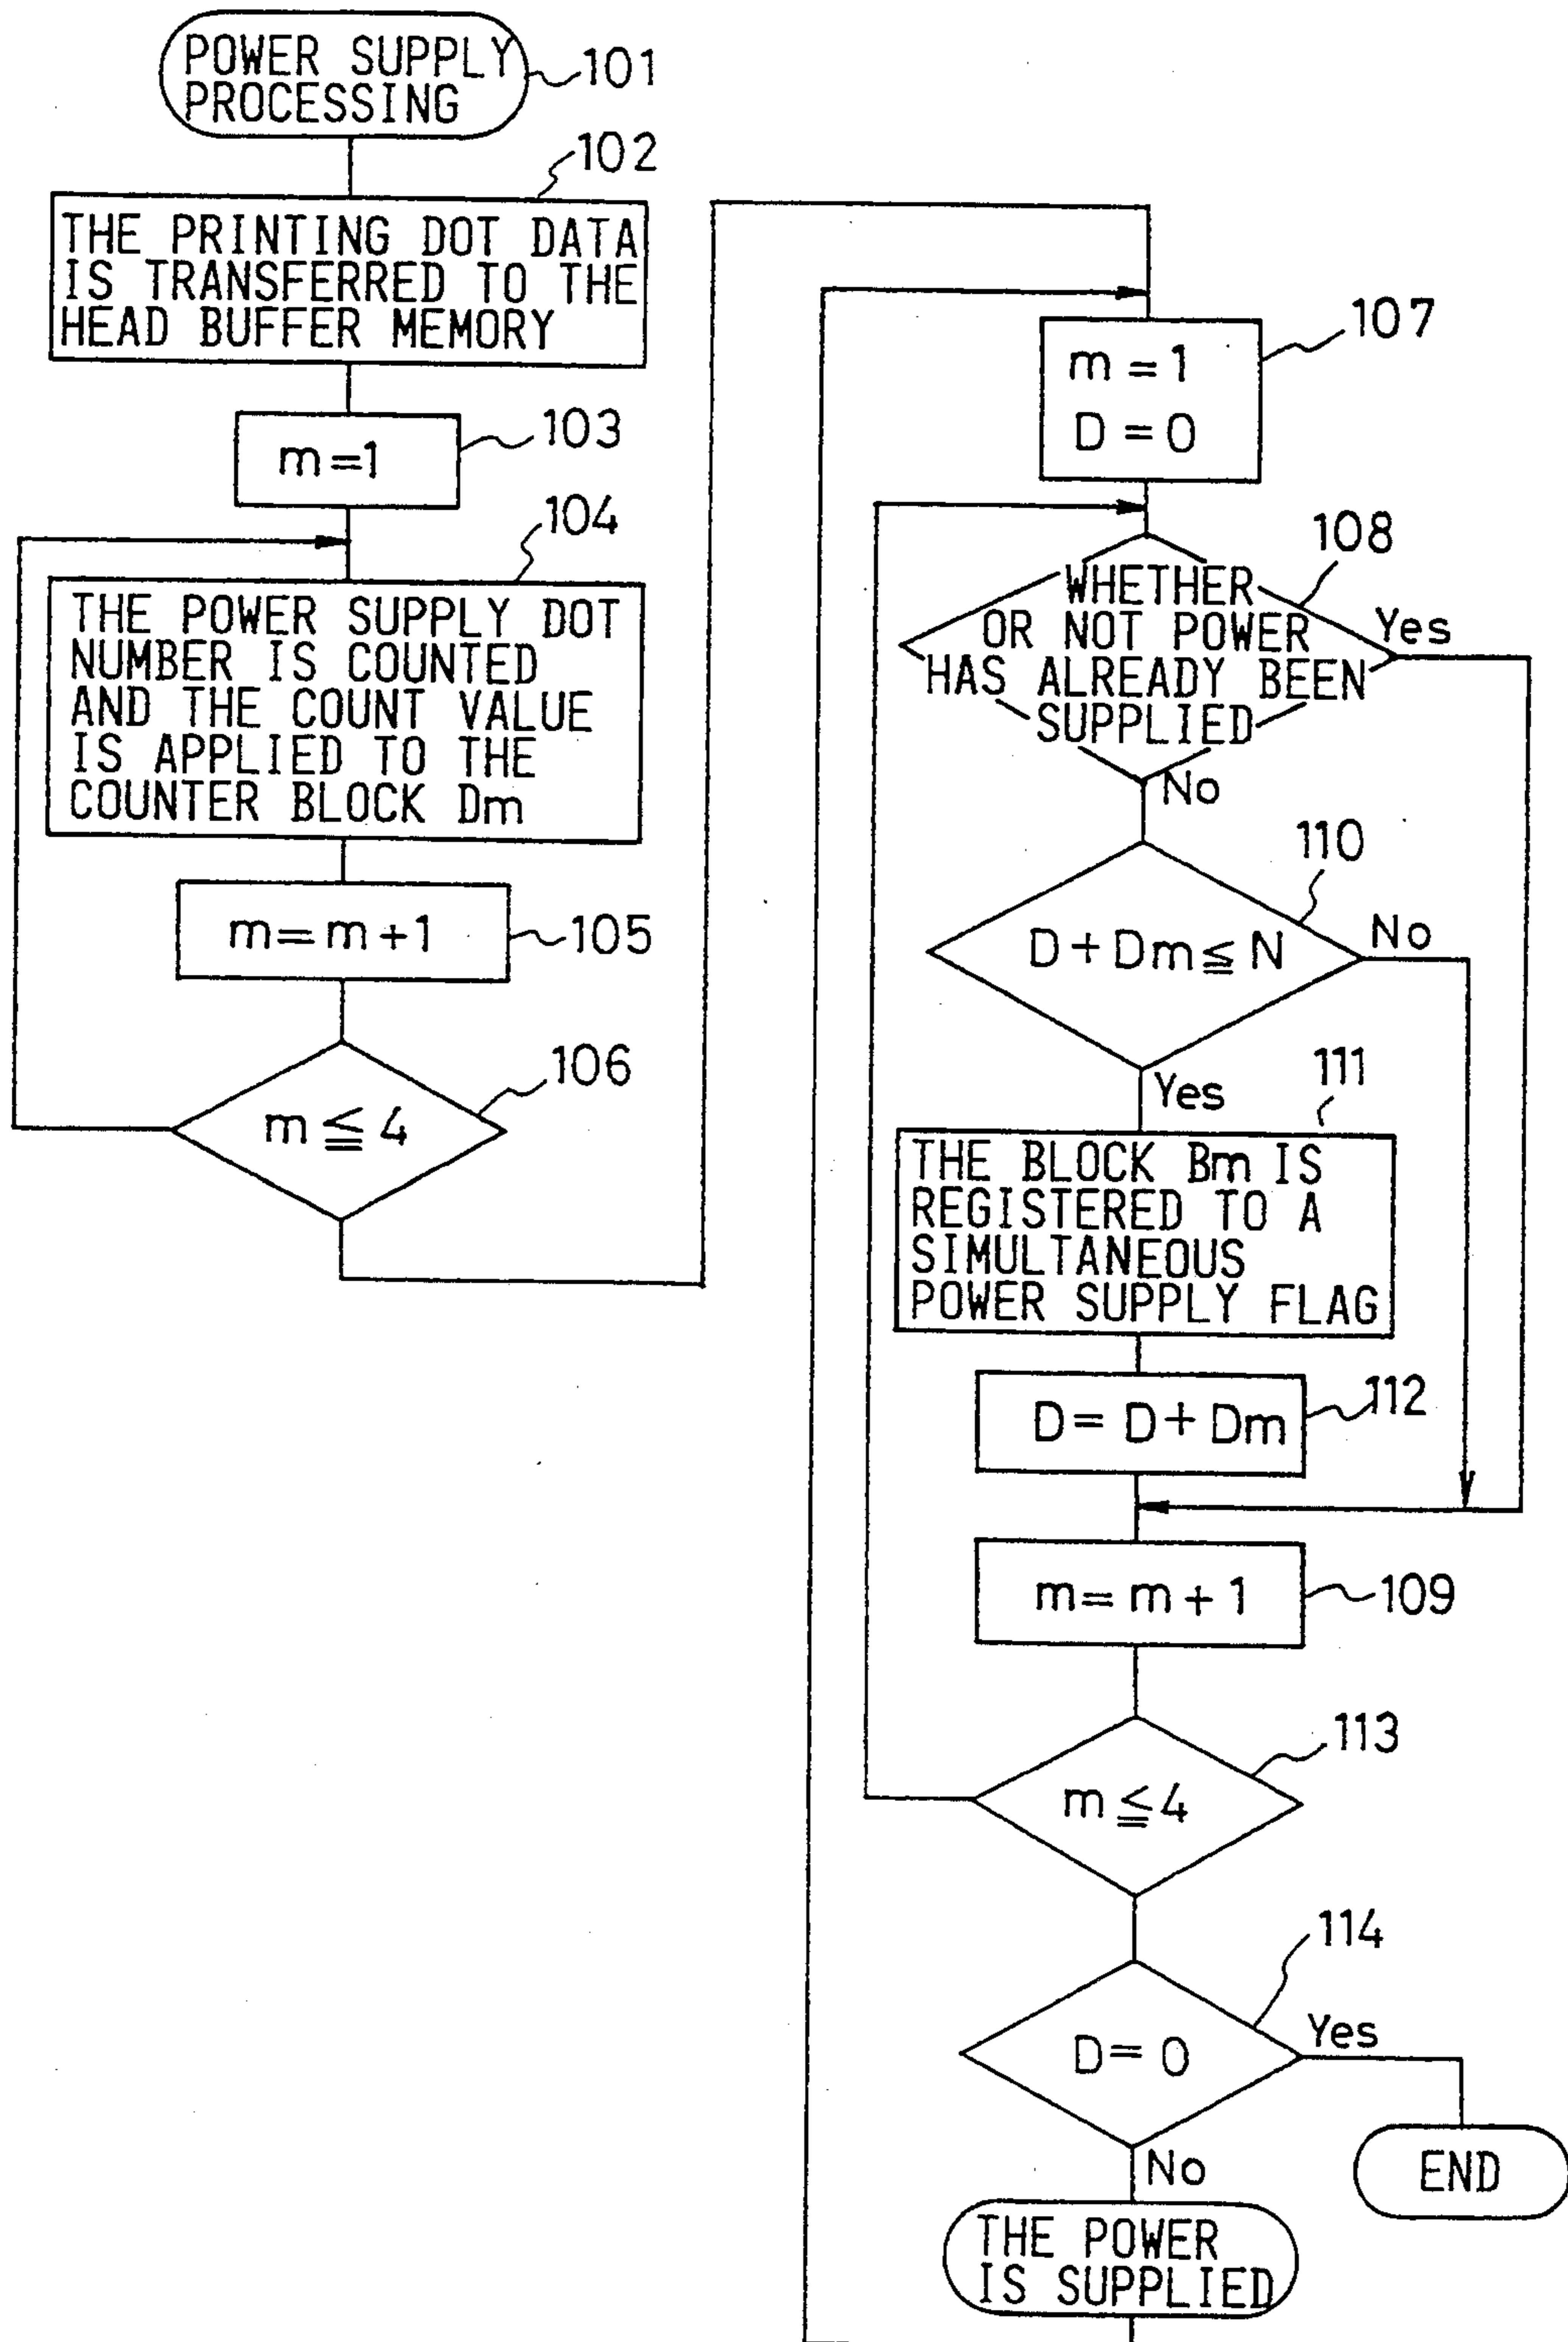 POWER SUPPLY
PROCESSING
101
102
THE PRINTING DOT DATA
IS TRANSFERRED TO THE
HEAD BUFFER MEMORY
103
m=1
104
THE POWER SUPPLY DOT
NUMBER IS COUNTED
AND THE COUNT VALUE
IS APPLIED TO THE
COUNTER BLOCK Dm
m=m+1
105
106
m≦4
107
m=1
D=0
108
WHETHER
OR NOT POWER
HAS ALREADY BEEN
SUPPLIED
Yes
No
110
D+Dm≦N
No
Yes
111
THE BLOCK Bm IS
REGISTERED TO A
SIMULTANEOUS
POWER SUPPLY FLAG
112
D=D+Dm
m=m+1
109
113
m≦4
114
D=0
Yes
END
No
THE POWER
IS SUPPLIED